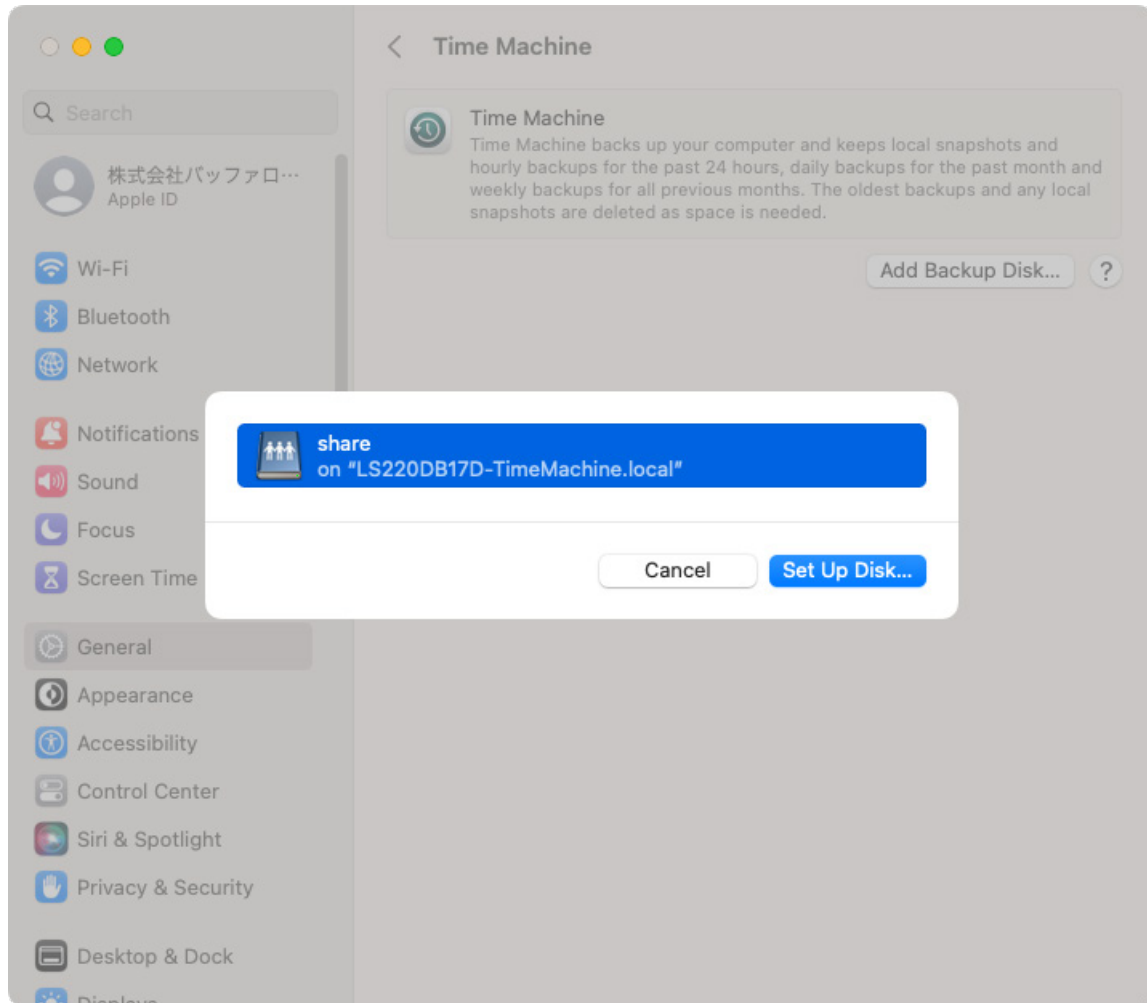 Time Machine
Search
株式会社バッファロ…
Apple ID
Wi-Fi
Bluetooth
Network
Notifications
Sound
Focus
Screen Time
General
Appearance
Accessibility
Control Center
Siri & Spotlight
Privacy & Security
Desktop & Dock
Displays
Time Machine
Time Machine backs up your computer and keeps local snapshots and
hourly backups for the past 24 hours, daily backups for the past month and
weekly backups for all previous months. The oldest backups and any local
snapshots are deleted as space is needed.
Add Backup Disk...
?
share
on “LS220DB17D-TimeMachine.local”
Cancel
Set Up Disk...